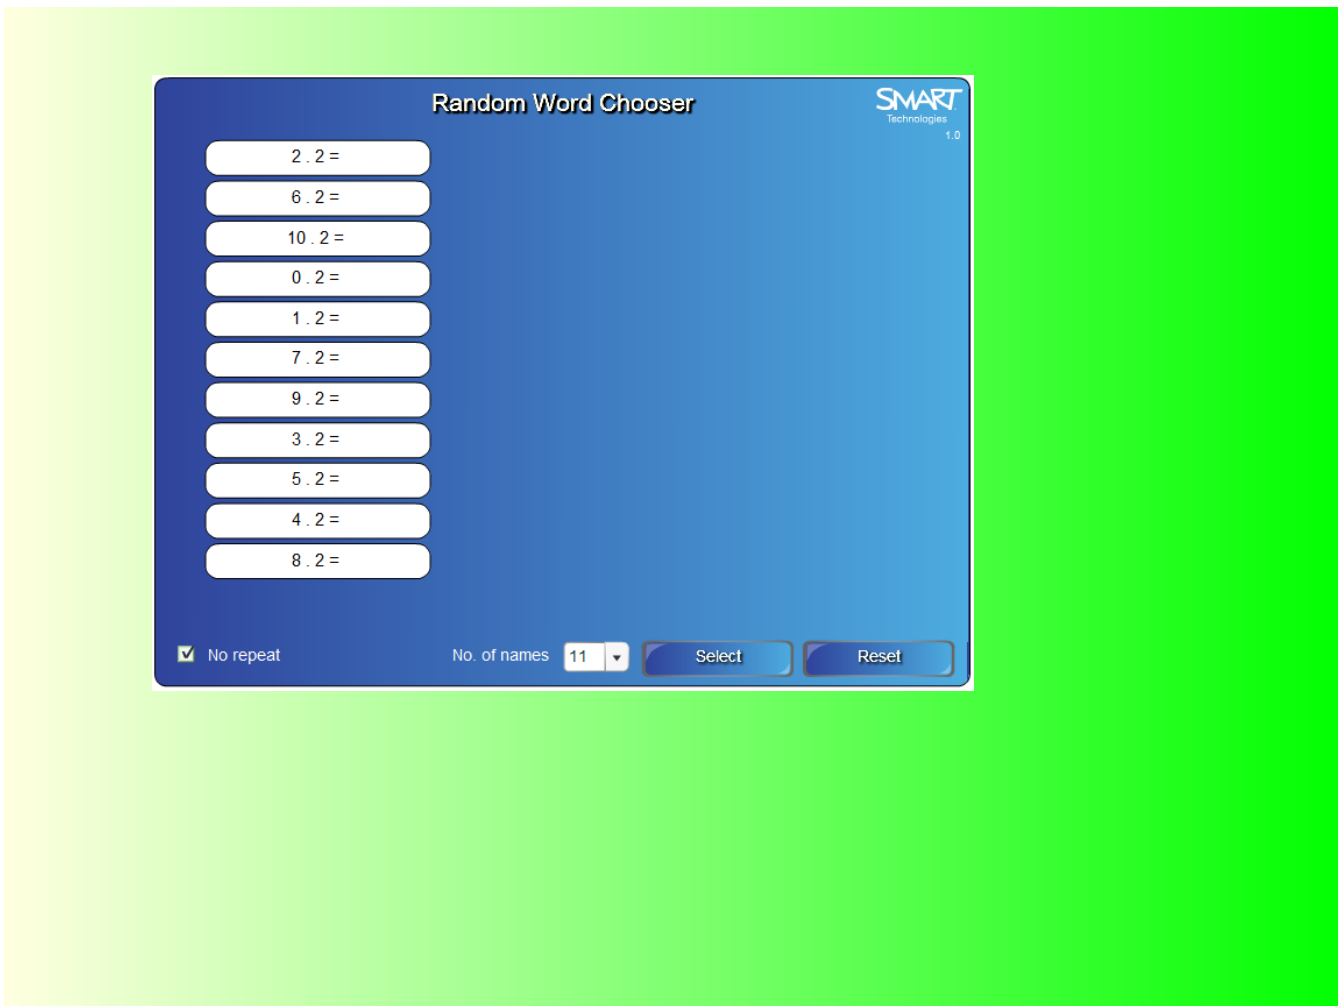 Random Word Chooser
SMART
Technologies
1.0
2 . 2 =
6 . 2 =
10 . 2 =
0 . 2 =
1 . 2 =
7 . 2 =
9 . 2 =
3 . 2 =
5 . 2 =
4 . 2 =
8 . 2 =
No repeat No. of names 11 Select Reset